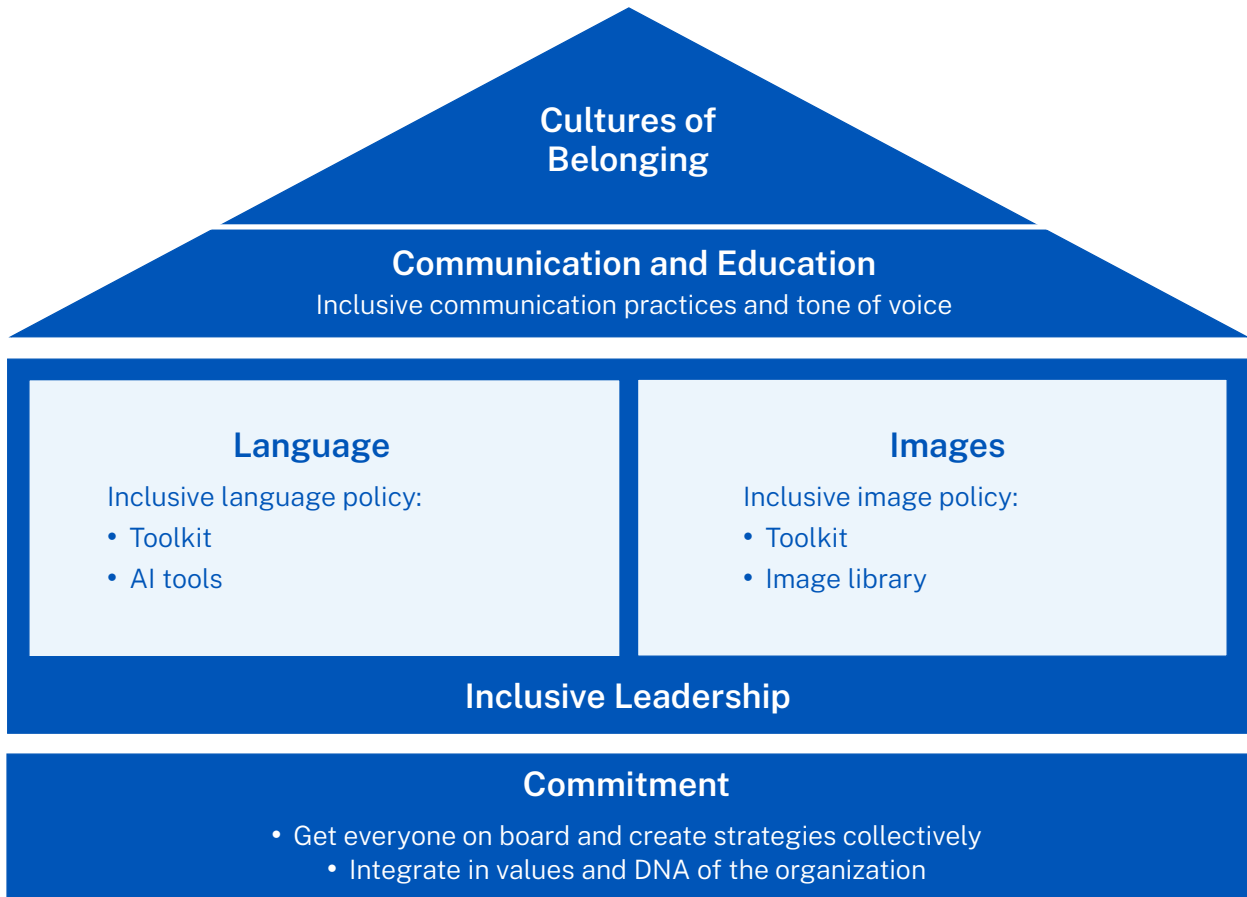 Cultures of
Belonging
Communication and Education
Inclusive communication practices and tone of voice
Language
Inclusive language policy:
• Toolkit
• AI tools
Images
Inclusive image policy:
• Toolkit
• Image library
Inclusive Leadership
Commitment
• Get everyone on board and create strategies collectively
• Integrate in values and DNA of the organization